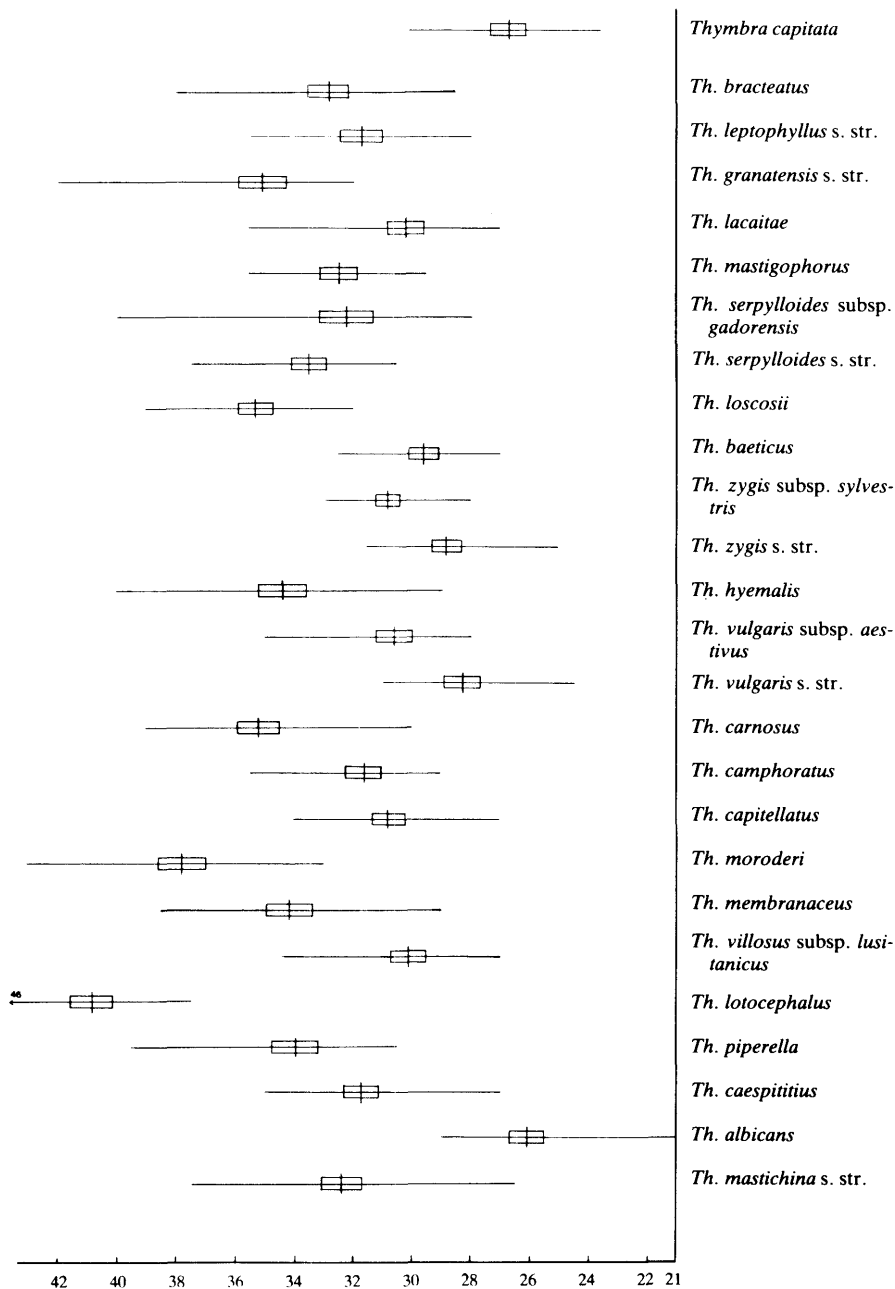 Thymbra capitata
Th. bracteatus
Th. leptophyllus s. str.
Th. granatensis s. str.
Th. lacaitae
Th. mastigophorus
Th. serpylloides subsp.
gadorensis
Th. serpylloides s. str.
Th. loscosii
Th. baeticus
Th. zygis subsp. sylves-
tris
Th. zygis s. str.
Th. hyemalis
Th. vulgaris subsp. aes-
tivus
Th. vulgaris s. str.
Th. carnosus
Th. camphoratus
Th. capitellatus
Th. moroderi
Th. membranaceus
Th. villosus subsp. lusi-
tanicus
46
Th. lotocephalus
Th. piperella
Th. caespititius
Th. albicans
Th. mastichina s. str.
42 40 38 36 34 32 30 28 26 24 22 21